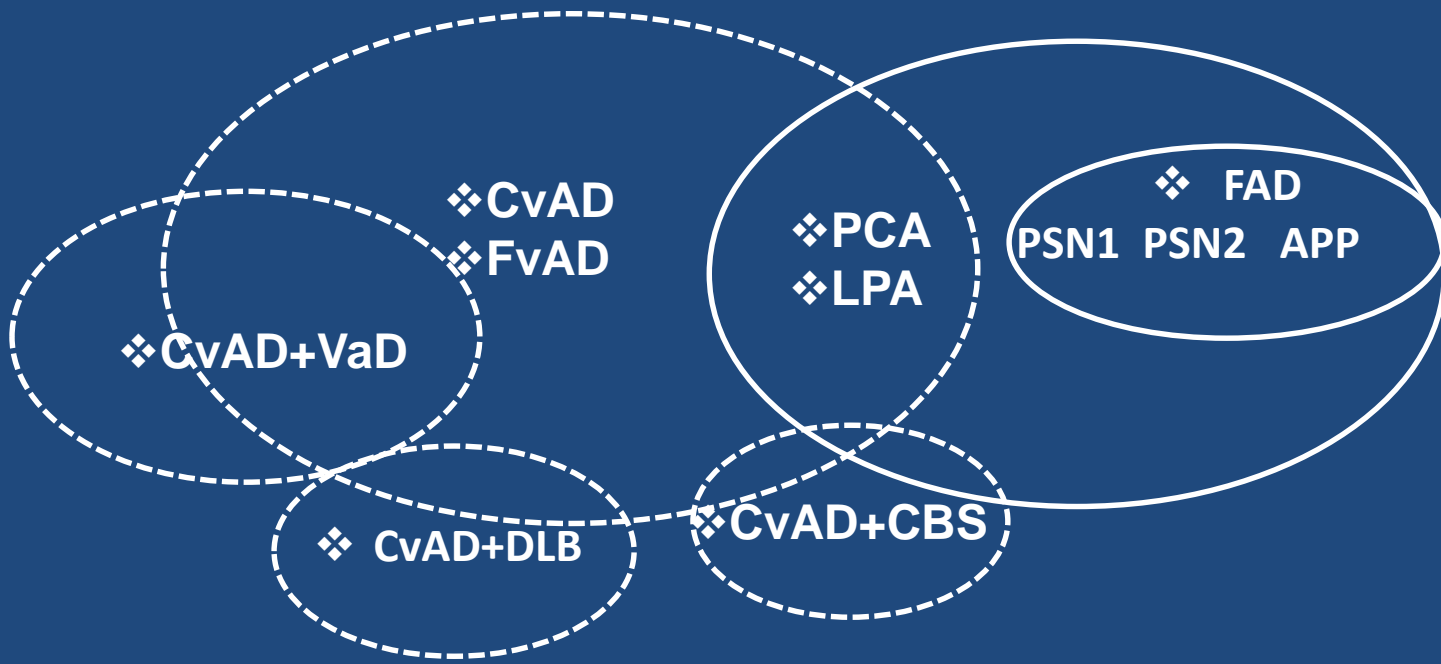 ❖CvAD
❖FvAD
❖PCA
❖LPA
❖ FAD
PSN1 PSN2 APP
❖CvAD+VaD
❖ CvAD+DLB
❖CvAD+CBS